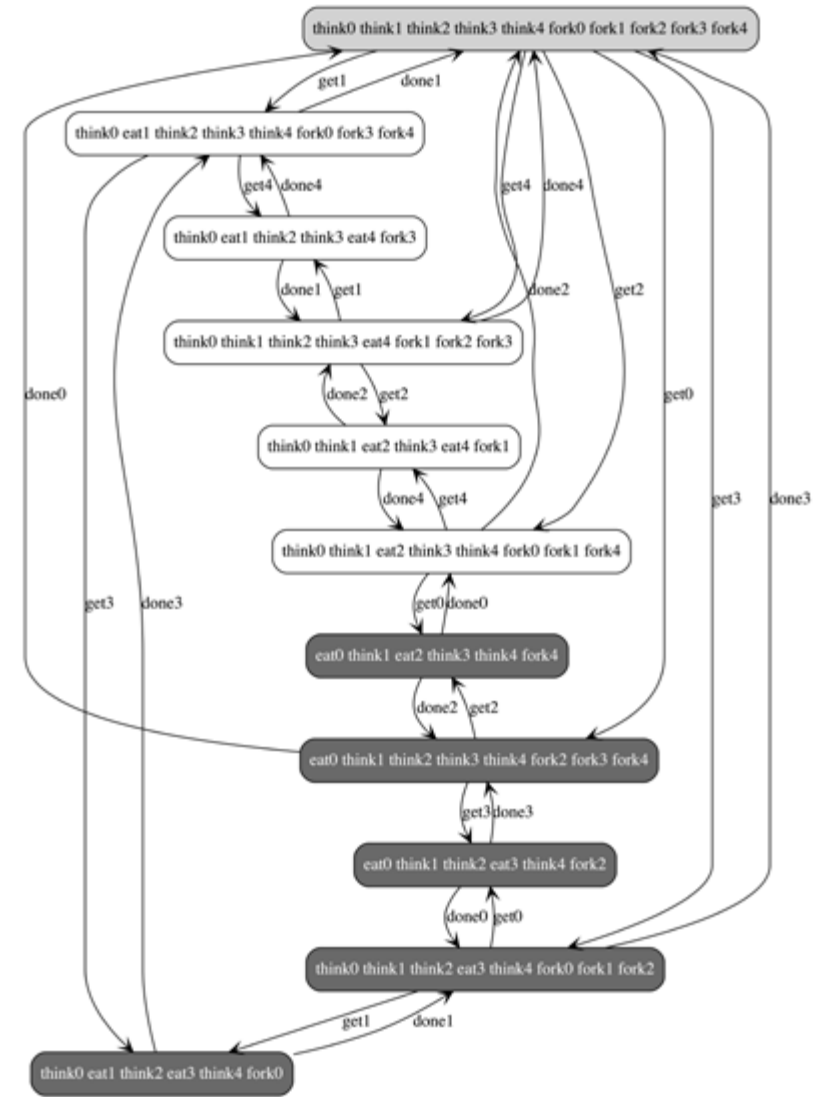 think0 think1 think2 think3 think4 fork0 fork1 fork2 fork3 fork4
get1
done1
think0 eat1 think2 think3 think4 fork0 fork3 fork4
get4
done4
get4
done4
think0 eat1 think2 think3 eat4 fork3
done1
get1
done2
get2
think0 think1 think2 think3 eat4 fork1 fork2 fork3
done0
done2
get2
get0
think0 think1 eat2 think3 eat4 fork1
done4
get4
get3
done3
think0 think1 eat2 think3 think4 fork0 fork1 fork4
get3
done3
get0
done0
eat0 think1 eat2 think3 think4 fork4
done2
get2
eat0 think1 think2 think3 think4 fork2 fork3 fork4
get3
done3
eat0 think1 think2 eat3 think4 fork2
done0
get0
think0 think1 think2 eat3 think4 fork0 fork1 fork2
get1
done1
think0 eat1 think2 eat3 think4 fork0